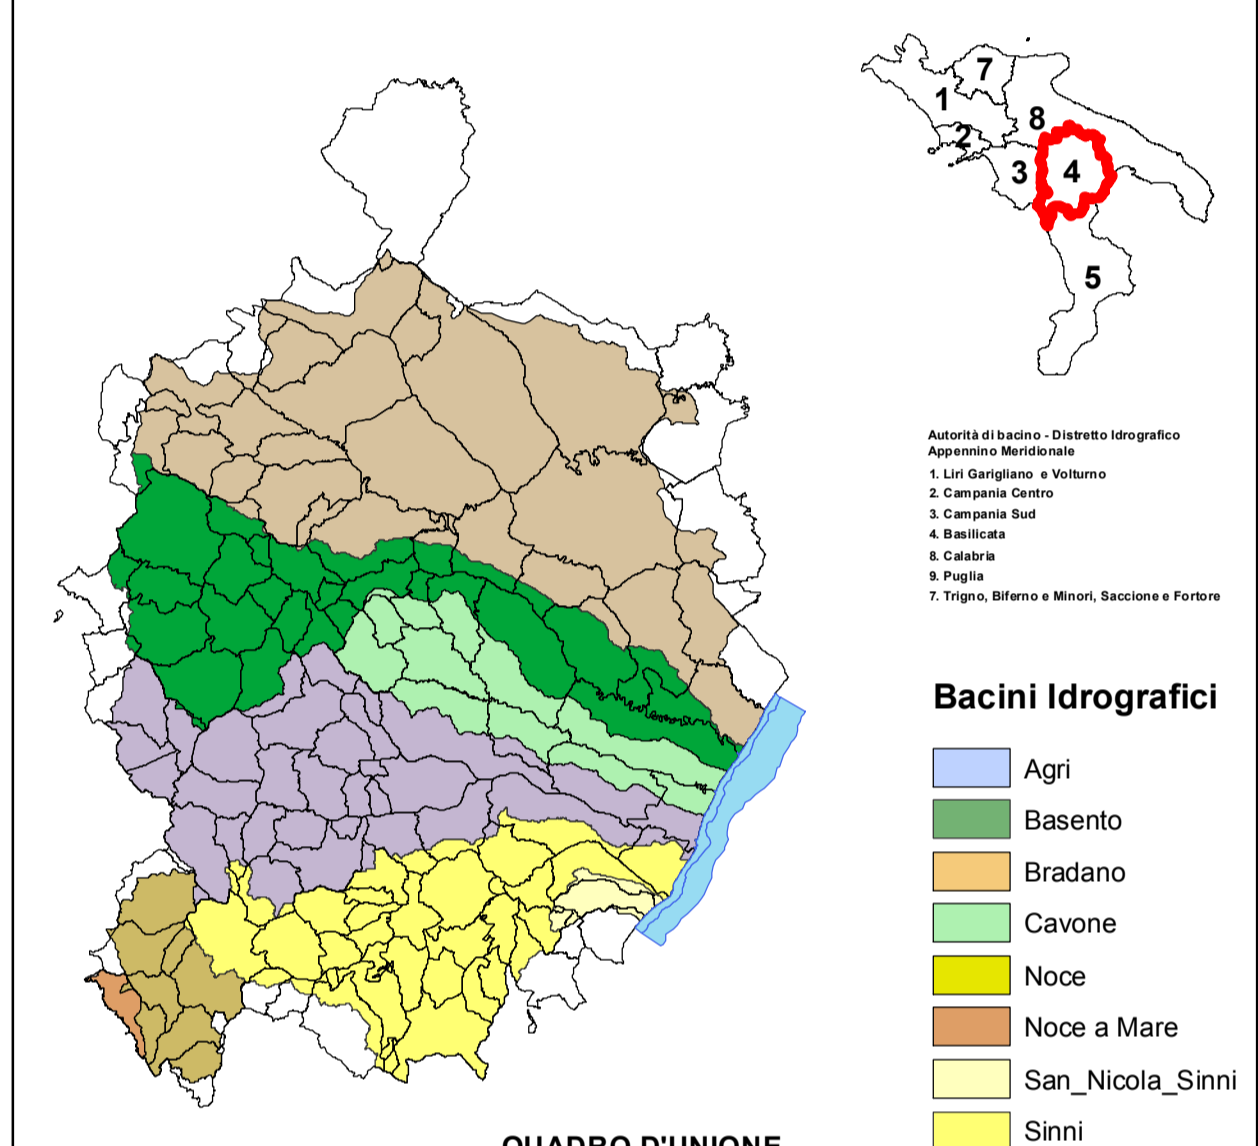 7
1
8
2
3
4
5
Autorità di bacino - Distretto Idrografico
Appennino Meridionale
1. Liri Garigliano e Volturno
2. Campania Centro
3. Campania Sud
4. Basilicata
8. Calabria
9. Puglia
7. Trigno, Biferno e Minori, Saccione e Fortore
Bacini Idrografici
Agri
Basento
Bradano
Cavone
Noce
Noce a Mare
San_Nicola_Sinni
Sinni
QUADRO D'UNIONE